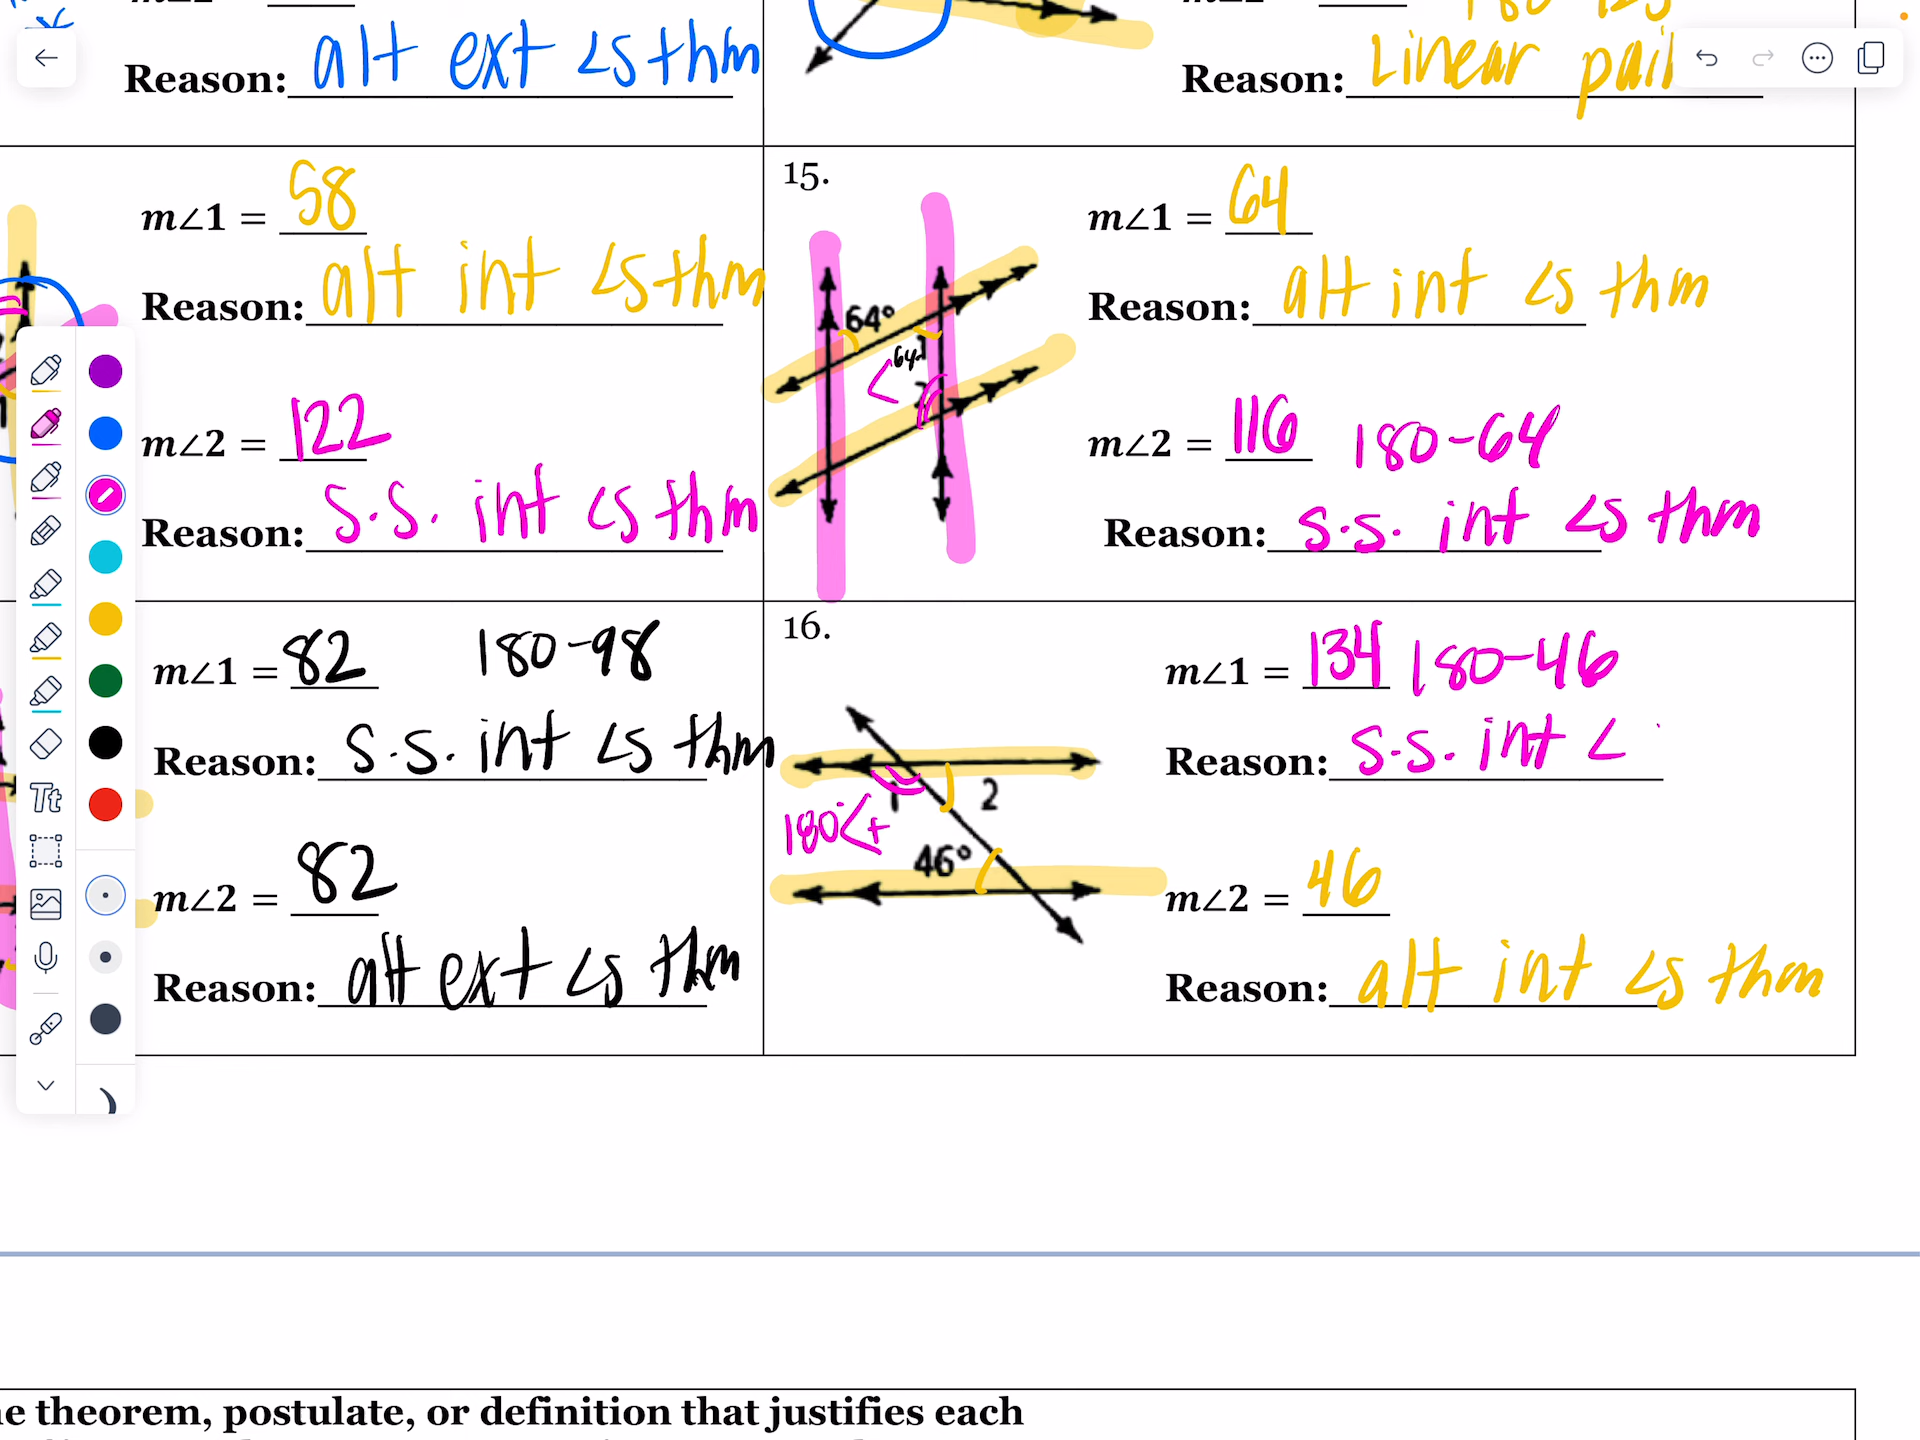 Reason: alt ext <s thm
Reason: Linear pair
m∠1 = 58
Reason: alt int <s thm
m∠2 = 122
Reason: s.s. int <s thm
15.
64°
64
m∠1 = 64
Reason: alt int <s thm
m∠2 = 116 180-64
Reason: s.s. int <s thm
m∠1 = 82 180-98
Reason: s.s. int <s thm
m∠2 = 82
Reason: alt ext <s thm
16.
1 2
180<+
46°
m∠1 = 134 180-46
Reason: s.s. int <
m∠2 = 46
Reason: alt int <s thm
Tt
theorem, postulate, or definition that justifies each